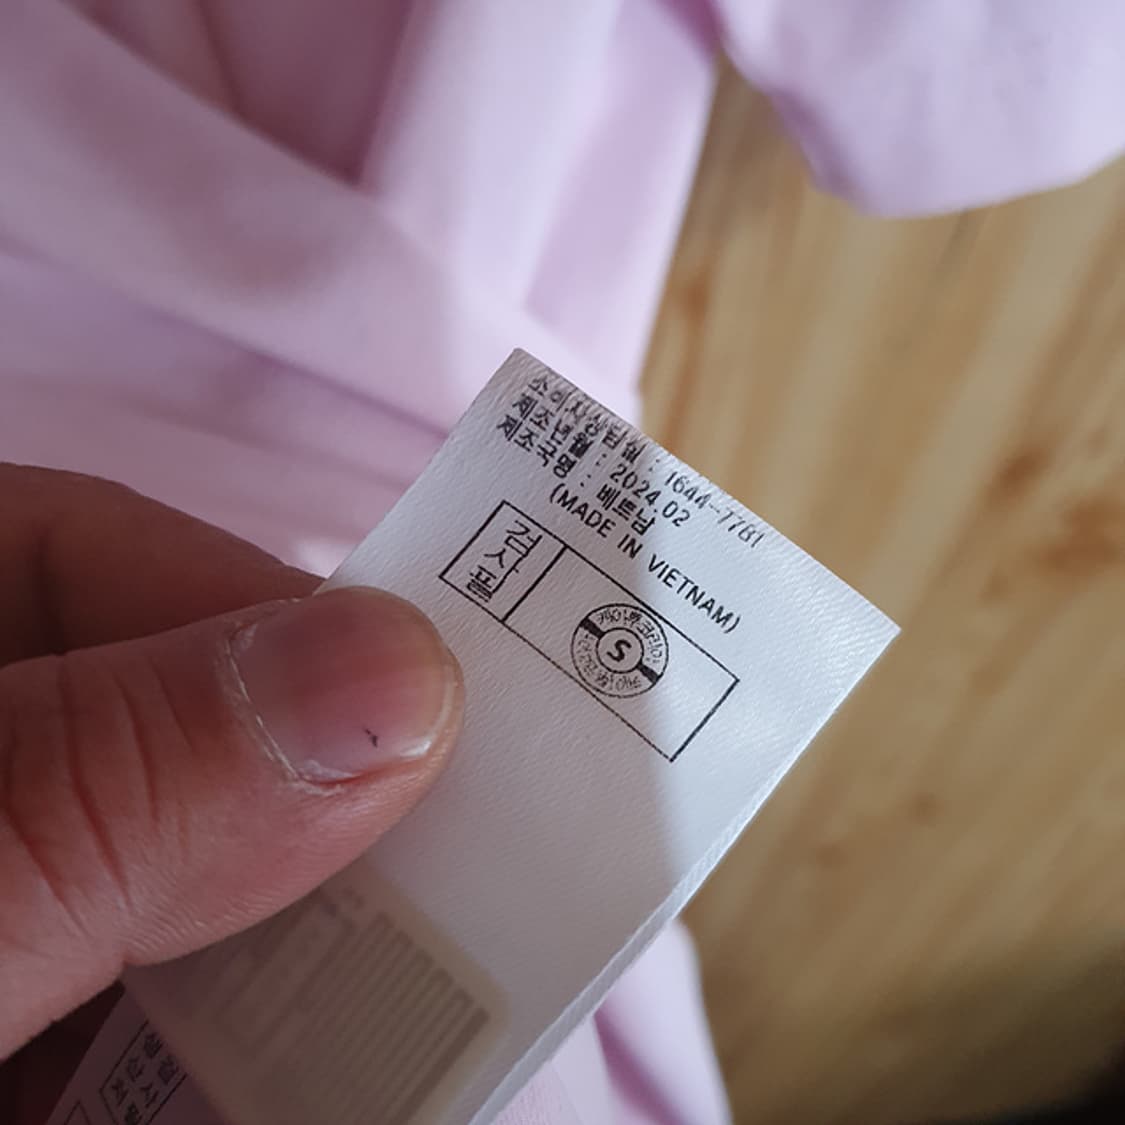 소비자상담실 : 1644-7781
제조년월 : 2024.02
제조국명 : 베트남
(MADE IN VIETNAM)
검사필
S